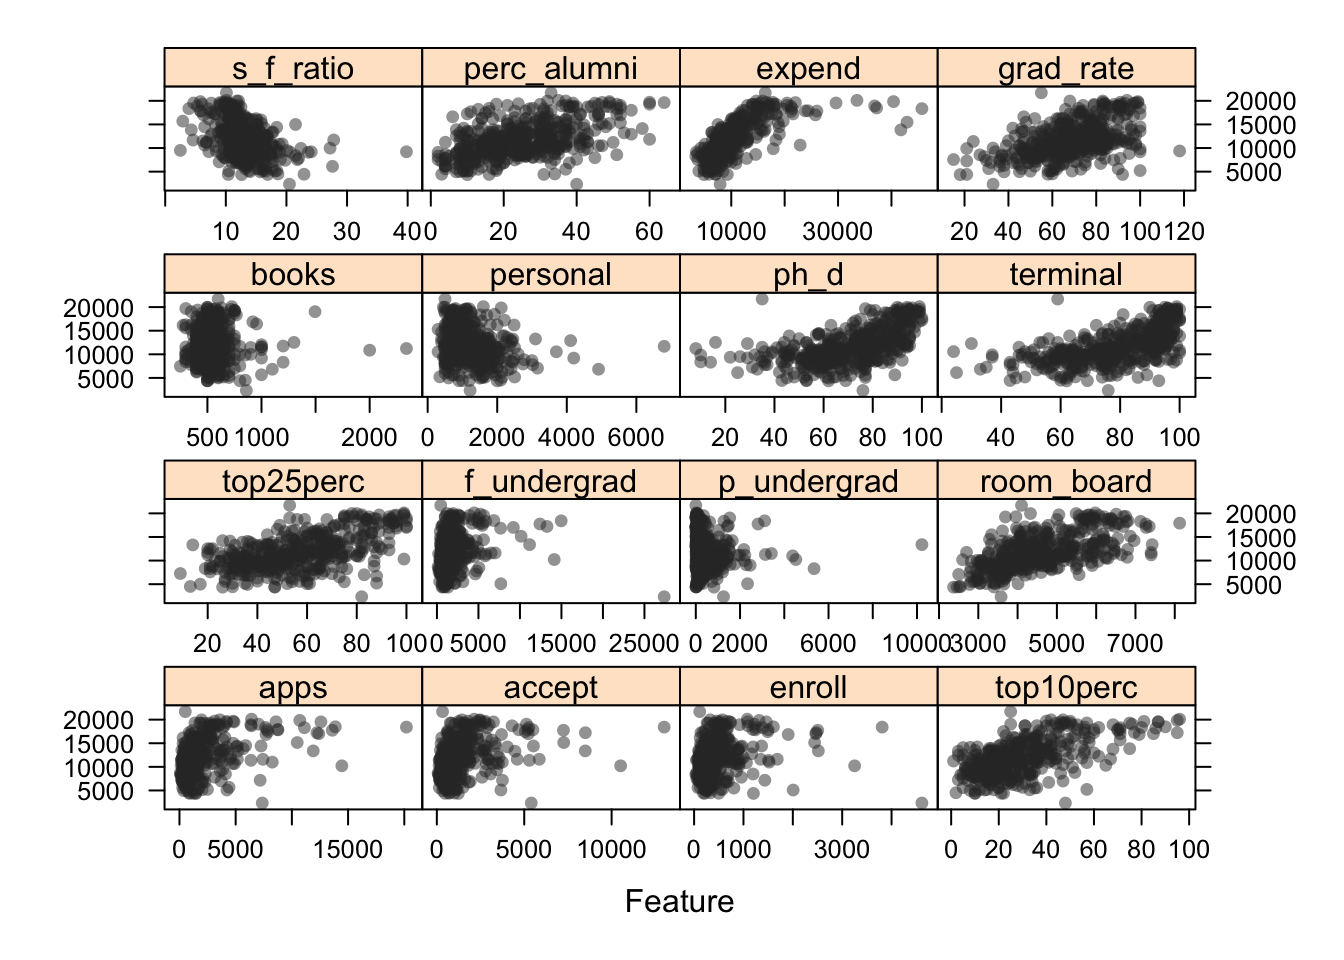 s_f_ratio perc_alumni expend grad_rate
20000
15000
10000
5000
10 20 30 40 0 20 40 60 10000 30000 20 40 60 80 100 120
books personal ph_d terminal
20000
15000
10000
5000
500 1000 2000 0 2000 4000 6000 20 40 60 80 100 40 60 80 100
top25perc f_undergrad p_undergrad room_board
20000
15000
10000
5000
20 40 60 80 100 0 5000 15000 25000 0 2000 6000 10000 3000 5000 7000
apps accept enroll top10perc
20000
15000
10000
5000
0 5000 15000 0 5000 10000 0 1000 3000 0 20 40 60 80 100
Feature